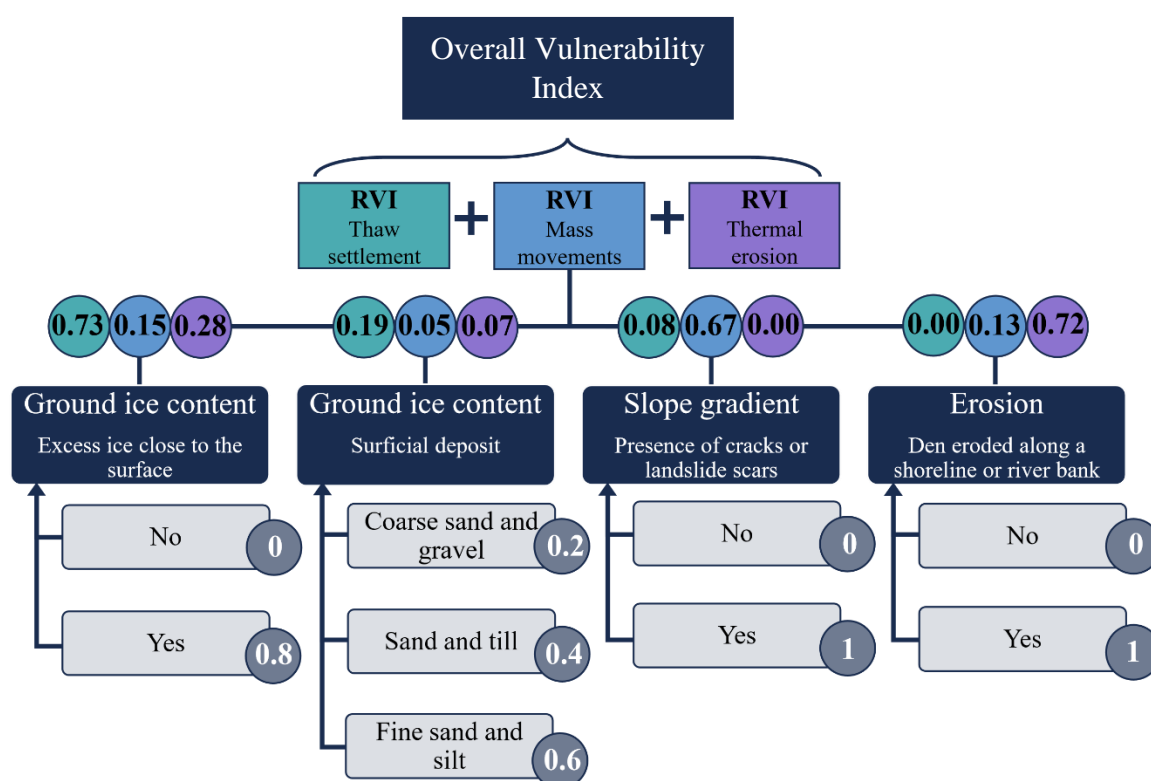 Overall Vulnerability
Index
RVI
Thaw
settlement
+
RVI
Mass
movements
+
RVI
Thermal
erosion
0.73 0.15 0.28
0.19 0.05 0.07
0.08 0.67 0.00
0.00 0.13 0.72
Ground ice content
Excess ice close to the
surface
No
0
Yes
0.8
Ground ice content
Surficial deposit
Coarse sand and
gravel
0.2
Sand and till
0.4
Fine sand and
silt
0.6
Slope gradient
Presence of cracks or
landslide scars
No
0
Yes
1
Erosion
Den eroded along a
shoreline or river bank
No
0
Yes
1